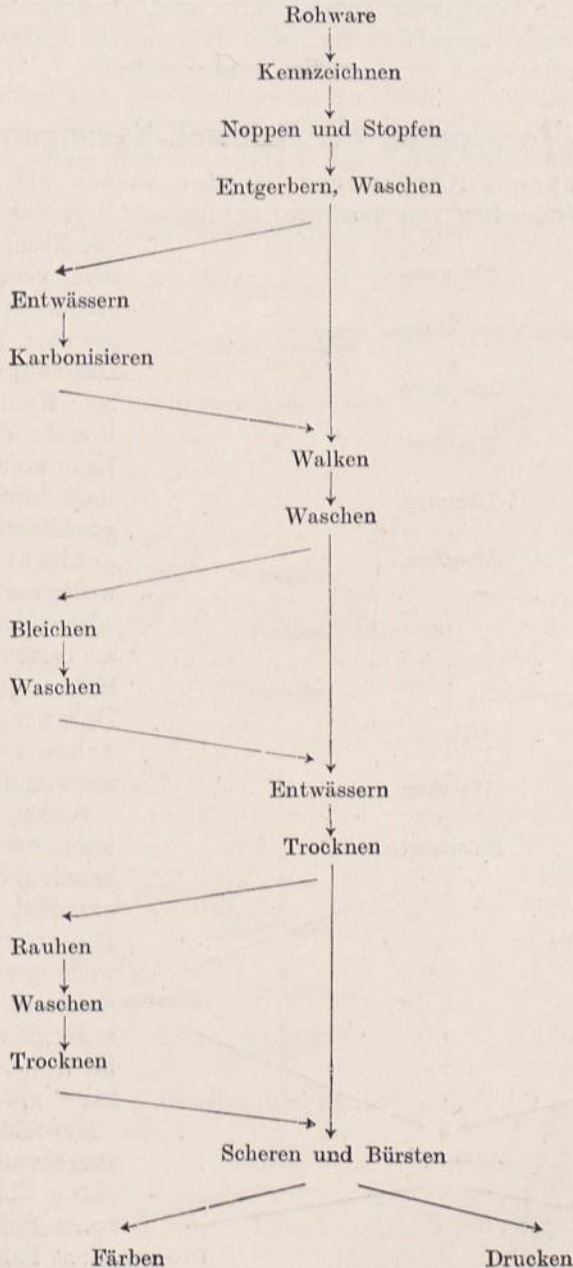 Rohware
Kennzeichnen
Noppen und Stopfen
Entgerbern, Waschen
Entwässern
Karbonisieren
Walken
Waschen
Bleichen
Waschen
Entwässern
Trocknen
Rauhen
Waschen
Trocknen
Scheren und Bürsten
Färben Drucken